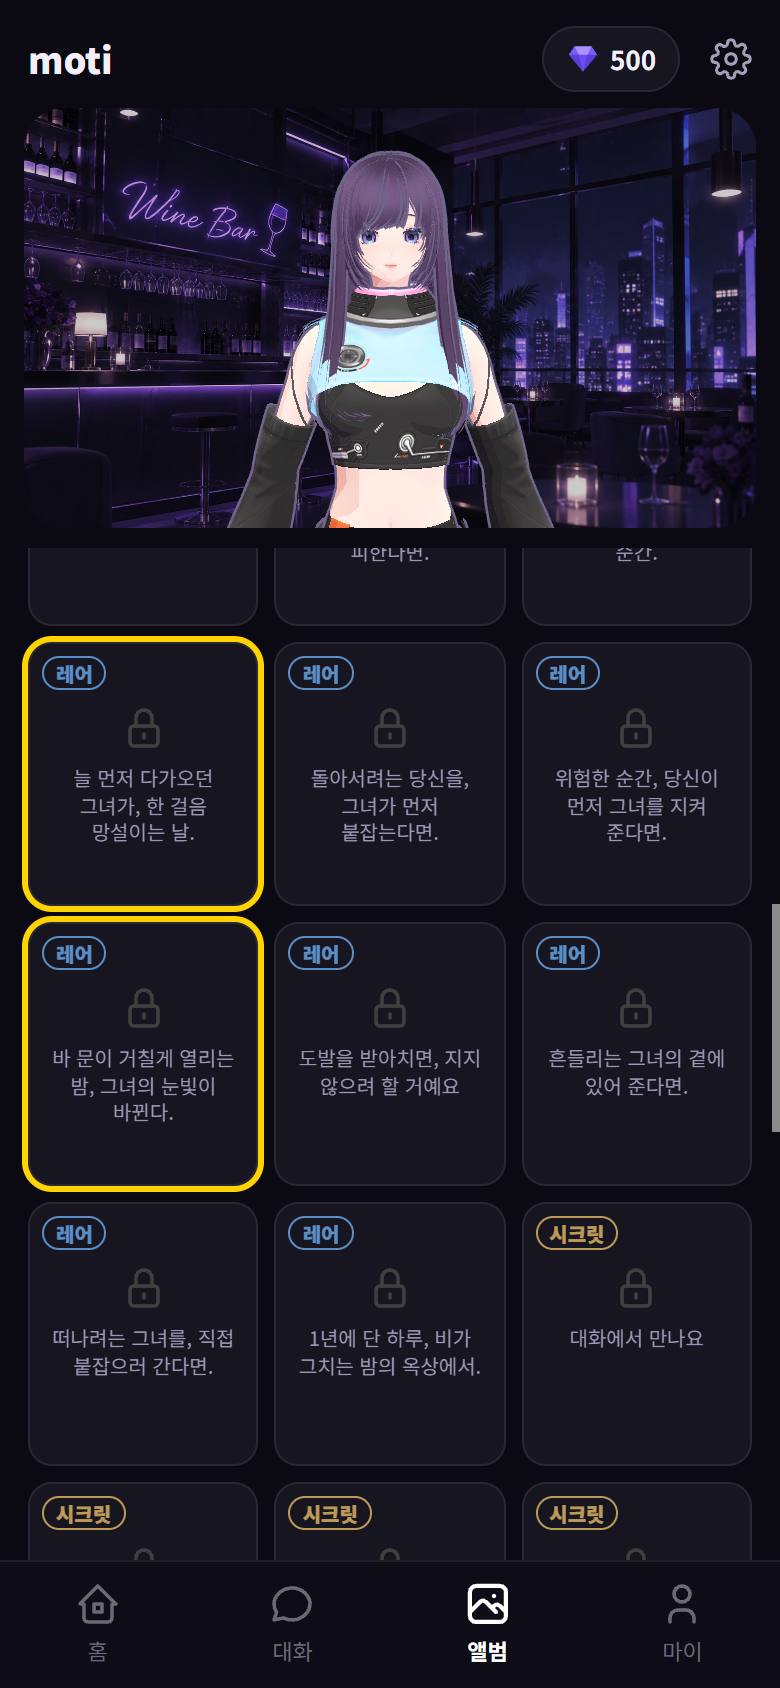 moti
500
Wine Bar
피한다면.
순간.
레어
늘 먼저 다가오던
그녀가, 한 걸음
망설이는 날.
레어
돌아서려는 당신을,
그녀가 먼저
붙잡는다면.
레어
위험한 순간, 당신이
먼저 그녀를 지켜
준다면.
레어
바 문이 거칠게 열리는
밤, 그녀의 눈빛이
바뀐다.
레어
도발을 받아치면, 지지
않으려 할 거예요
레어
흔들리는 그녀의 곁에
있어 준다면.
레어
떠나려는 그녀를, 직접
붙잡으러 간다면.
레어
1년에 단 하루, 비가
그치는 밤의 옥상에서.
시크릿
대화에서 만나요
시크릿
시크릿
시크릿
홈
대화
앨범
마이